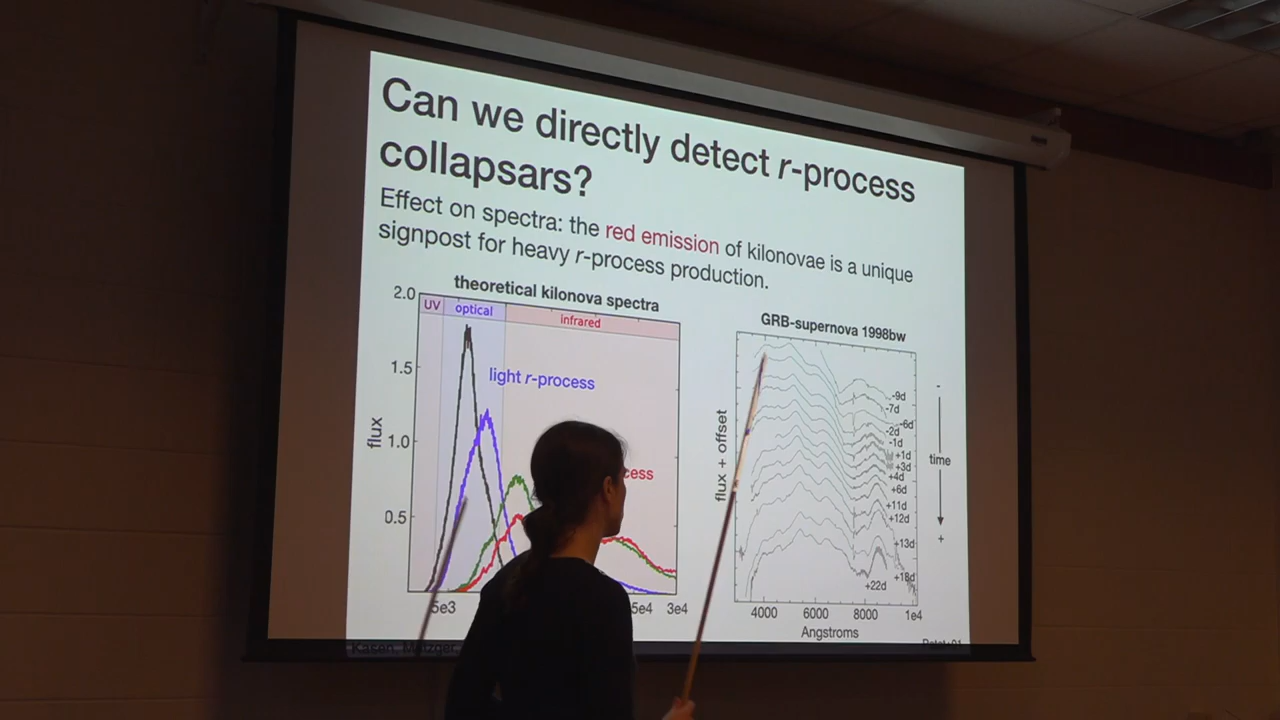 Can we directly detect r-process
collapsars?
Effect on spectra: the red emission of kilonovae is a unique
signpost for heavy r-process production.
theoretical kilonova spectra
2.0
UV
optical
infrared
1.5
light r-process
1.0
cess
0.5
flux
5e3
5e4
3e4
Kasen, Metzger
GRB-supernova 1998bw
flux + offset
-9d
-7d
-6d
-2d
-1d
+1d
+3d
+4d
+6d
+11d
+12d
+13d
+18d
+22d
-
time
+
4000
6000
8000
1e4
Angstroms